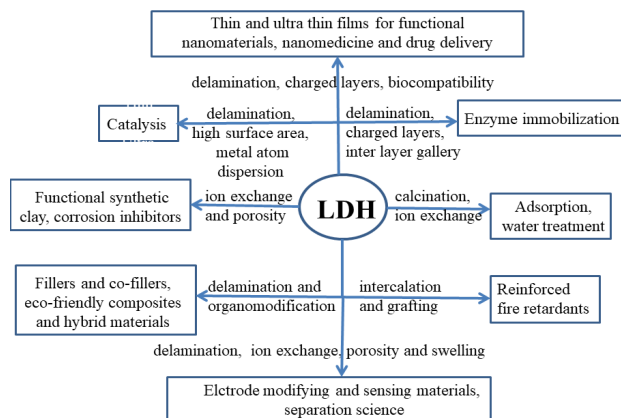 Thin and ultra thin films for functional
nanomaterials, nanomedicine and drug delivery
delamination, charged layers, biocompatibility
Catalysis
delamination,
high surface area,
metal atom
dispersion
delamination,
charged layers,
inter layer gallery
Enzyme immobilization
Functional synthetic
clay, corrosion inhibitors
ion exchange
and porosity
LDH
calcination,
ion exchange
Adsorption,
water treatment
Fillers and co-fillers,
eco-friendly composites
and hybrid materials
delamination and
organomodification
intercalation
and grafting
Reinforced
fire retardants
delamination, ion exchange, porosity and swelling
Elctrode modifying and sensing materials,
separation science